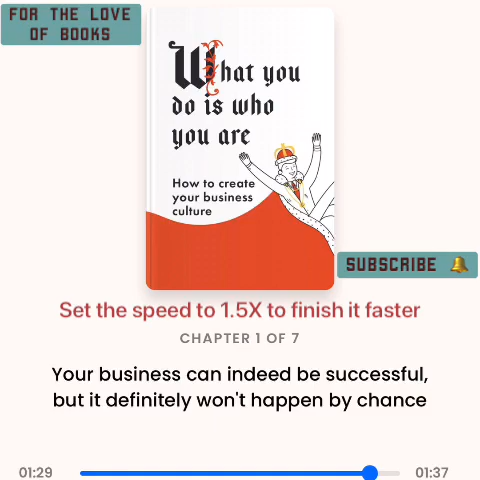 FOR THE LOVE
OF BOOKS
What you
do is who
you are
How to create
your business
culture
SUBSCRIBE 🔔
Set the speed to 1.5X to finish it faster
CHAPTER 1 OF 7
Your business can indeed be successful,
but it definitely won't happen by chance
01:29 01:37